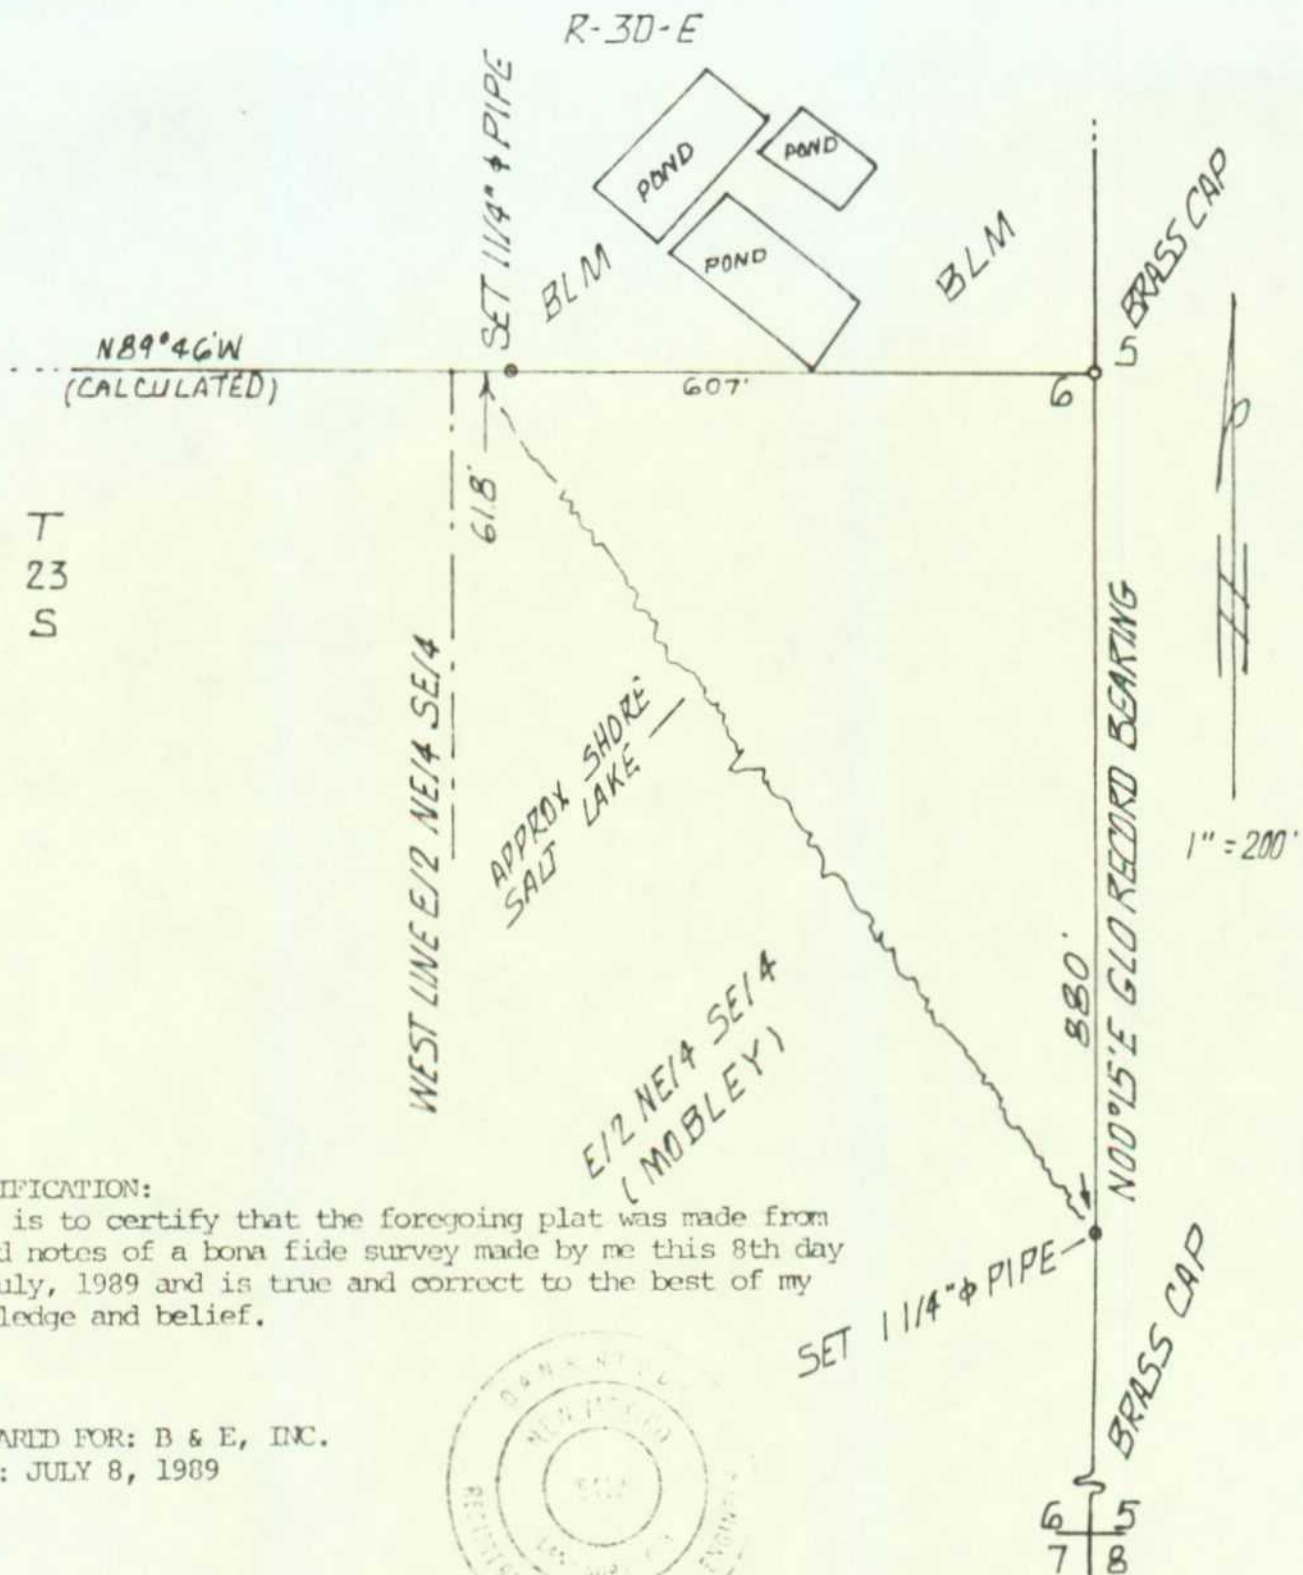 R-30-E
SET 1 1/4" φ PIPE
POND
POND
POND
BLM
BLM
BRASS CAP
N89°46'W
(CALCULATED)
607'
5
6
61.8'
T
23
S
WEST LINE E/2 NE/4 SE/4
APPROX SHORE
SALT LAKE
N00°15'E GLO RECORD BEARING
1" = 200'
880'
E/2 NE/4 SE/4
(MOBLEY)
IFICATION:
is to certify that the foregoing plat was made from
d notes of a bona fide survey made by me this 8th day
uly, 1989 and is true and correct to the best of my
ledge and belief.
SET 1 1/4" φ PIPE
BRASS CAP
ARED FOR: B & E, INC.
: JULY 8, 1989
NEW MEXICO
6 5
7 8